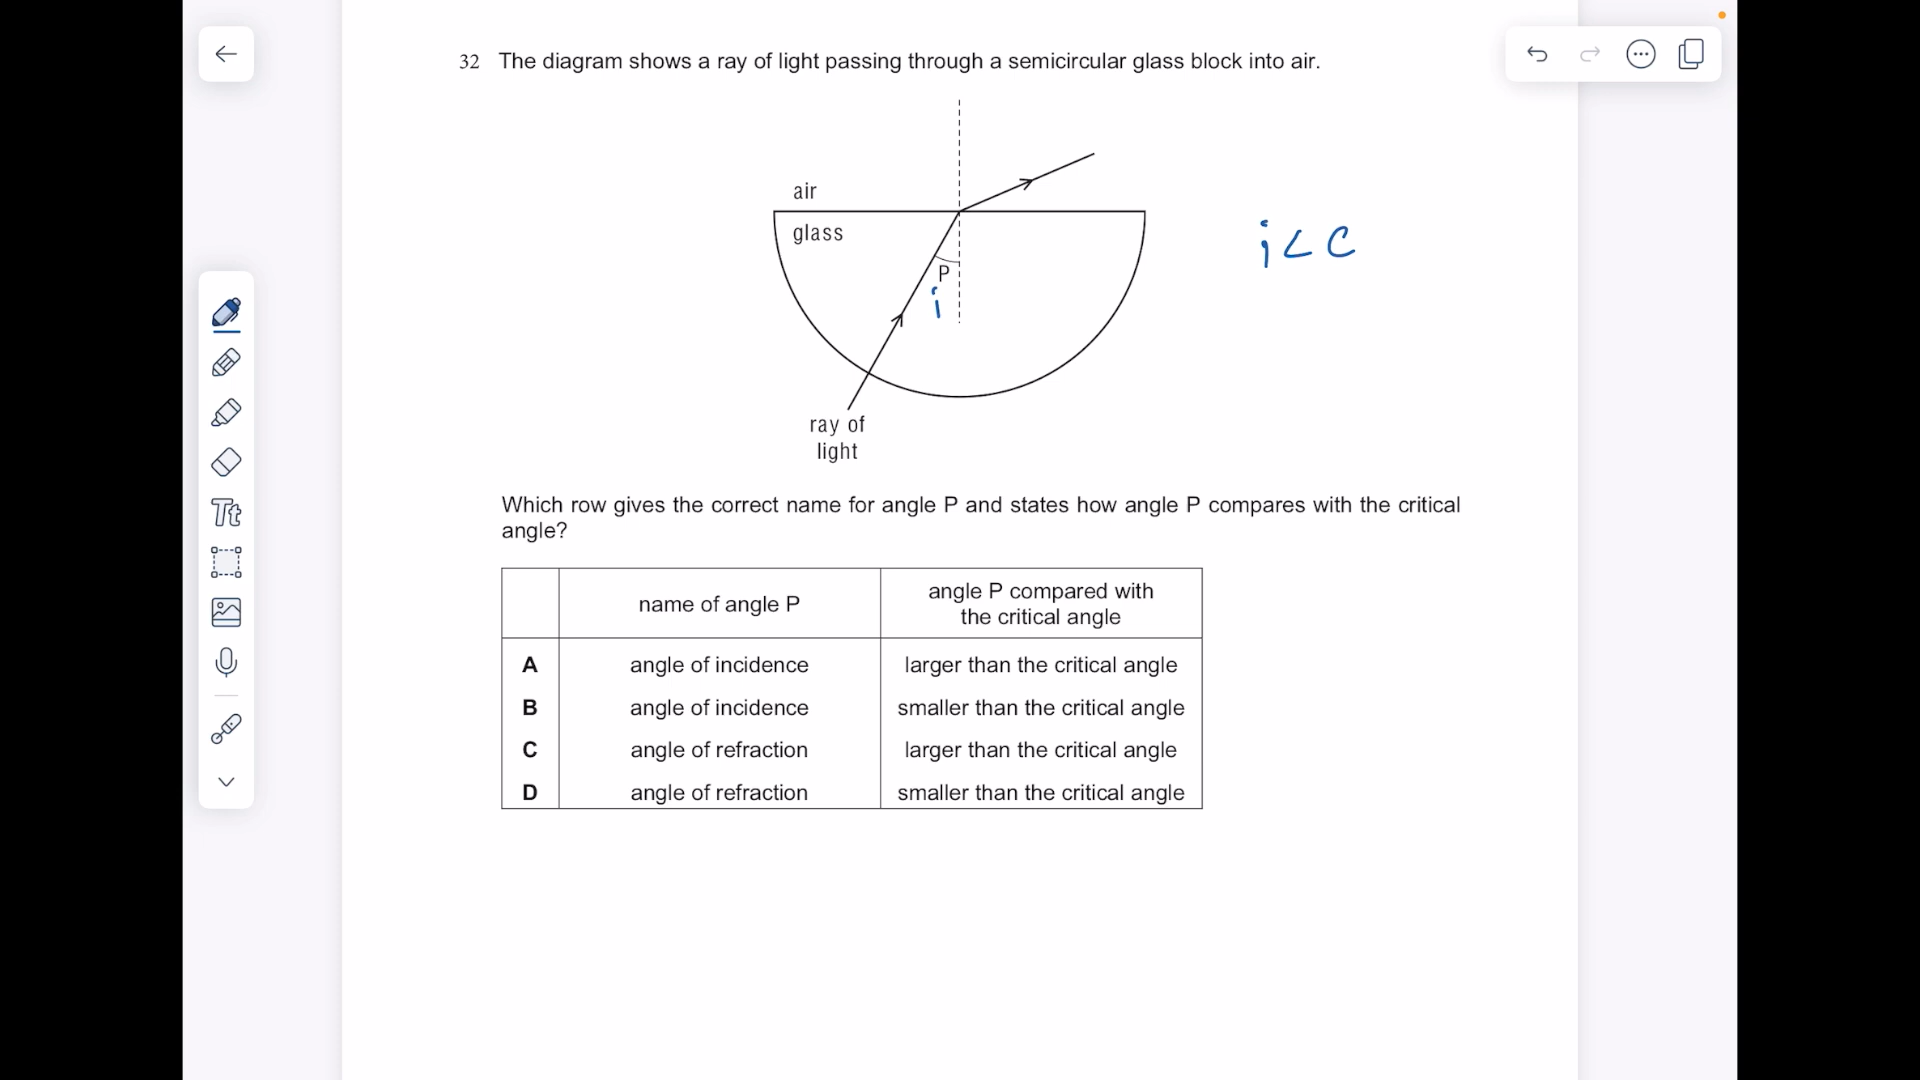 32 The diagram shows a ray of light passing through a semicircular glass block into air.
air
glass
P
i
i < C
ray of
light
Which row gives the correct name for angle P and states how angle P compares with the critical
angle?
name of angle P
angle P compared with
the critical angle
A angle of incidence larger than the critical angle
B angle of incidence smaller than the critical angle
C angle of refraction larger than the critical angle
D angle of refraction smaller than the critical angle
Tt